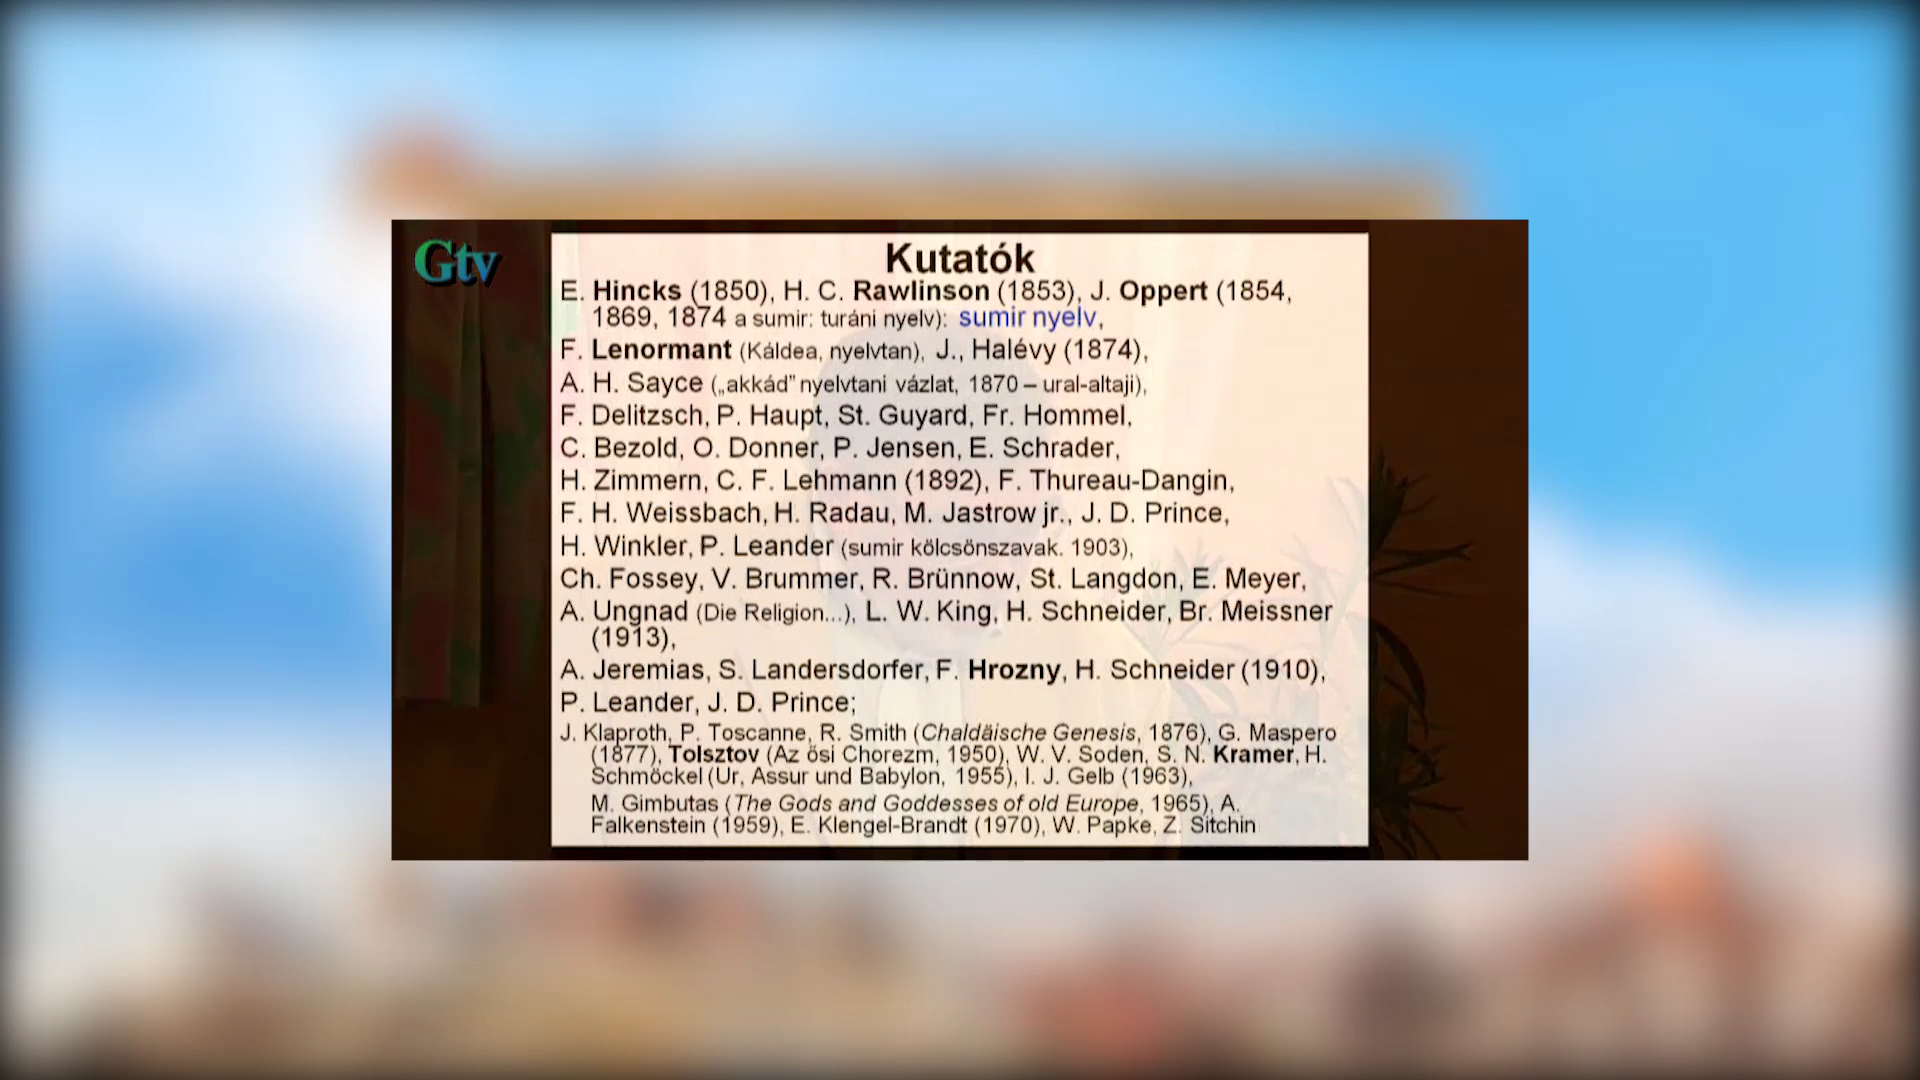 Gtv
Kutatók
E. Hincks (1850), H. C. Rawlinson (1853), J. Oppert (1854,
1869, 1874 a sumir: turáni nyelv): sumir nyelv,
F. Lenormant (Káldea, nyelvtan), J., Halévy (1874),
A. H. Sayce („akkád” nyelvtani vázlat, 1870 – ural-altaji),
F. Delitzsch, P. Haupt, St. Guyard, Fr. Hommel,
C. Bezold, O. Donner, P. Jensen, E. Schrader,
H. Zimmern, C. F. Lehmann (1892), F. Thureau-Dangin,
F. H. Weissbach, H. Radau, M. Jastrow jr., J. D. Prince,
H. Winkler, P. Leander (sumir kölcsönszavak. 1903),
Ch. Fossey, V. Brummer, R. Brünnow, St. Langdon, E. Meyer,
A. Ungnad (Die Religion...), L. W. King, H. Schneider, Br. Meissner
(1913),
A. Jeremias, S. Landersdorfer, F. Hrozny, H. Schneider (1910),
P. Leander, J. D. Prince;
J. Klaproth, P. Toscanne, R. Smith (Chaldäische Genesis, 1876), G. Maspero
(1877), Tolsztov (Az ősi Chorezm, 1950), W. V. Soden, S. N. Kramer, H.
Schmöckel (Ur, Assur und Babylon, 1955), I. J. Gelb (1963),
M. Gimbutas (The Gods and Goddesses of old Europe, 1965), A.
Falkenstein (1959), E. Klengel-Brandt (1970), W. Papke, Z. Sitchin